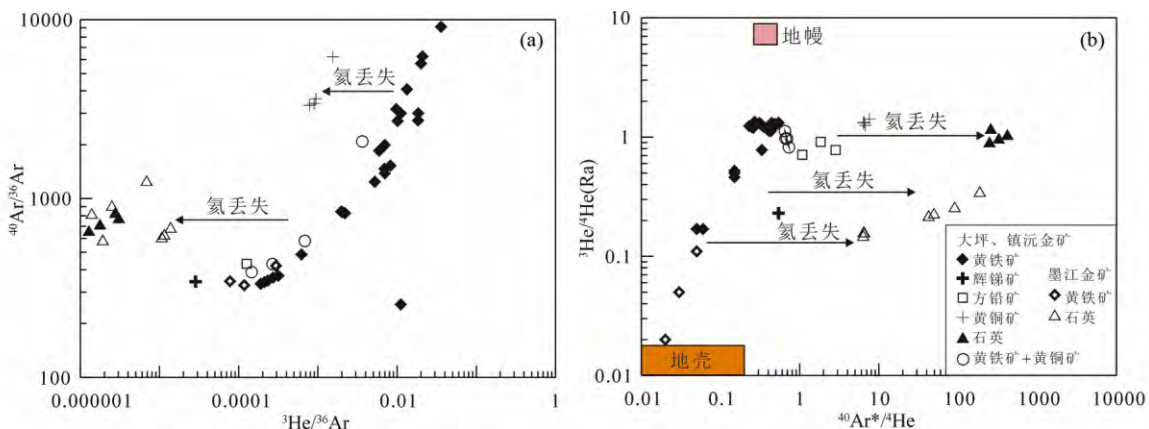 10000
(a)
氦丢失
⁴⁰Ar/³⁶Ar
1000
氦丢失
100
0.000001
0.0001
0.01
1
³He/³⁶Ar
10
地幔
(b)
1
氦丢失
³He/⁴He(Ra)
氦丢失
0.1
氦丢失
地壳
0.01
0.01
0.1
1
10
100
1000
10000
⁴⁰Ar*/⁴He
大坪、镇沅金矿
黄铁矿
辉锑矿 墨江金矿
方铅矿 黄铁矿
黄铜矿 石英
石英
黄铁矿+黄铜矿